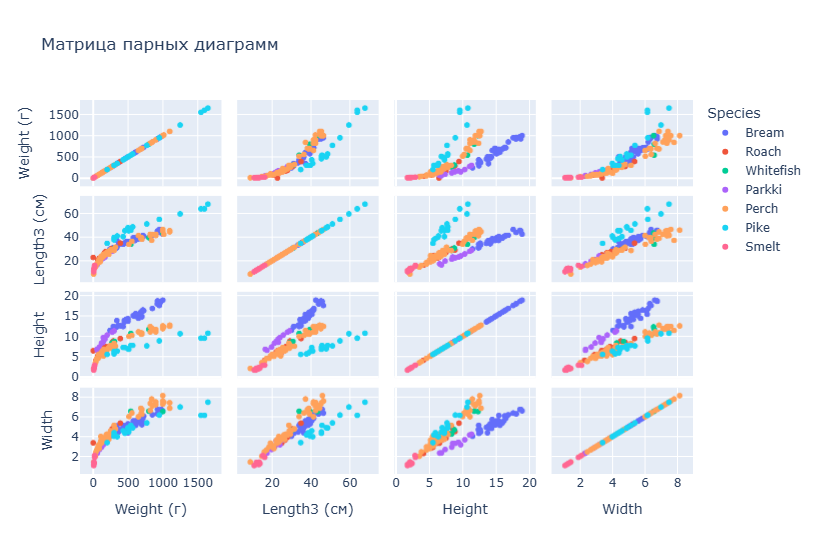 Матрица парных диаграмм
Species
Bream
Roach
Whitefish
Parkki
Perch
Pike
Smelt
Weight (г)
1500
1000
500
0
Length3 (см)
60
40
20
Height
20
15
10
5
0
Width
8
6
4
2
0 500 1000 1500
20 40 60
0 5 10 15 20
2 4 6 8
Weight (г) Length3 (см) Height Width